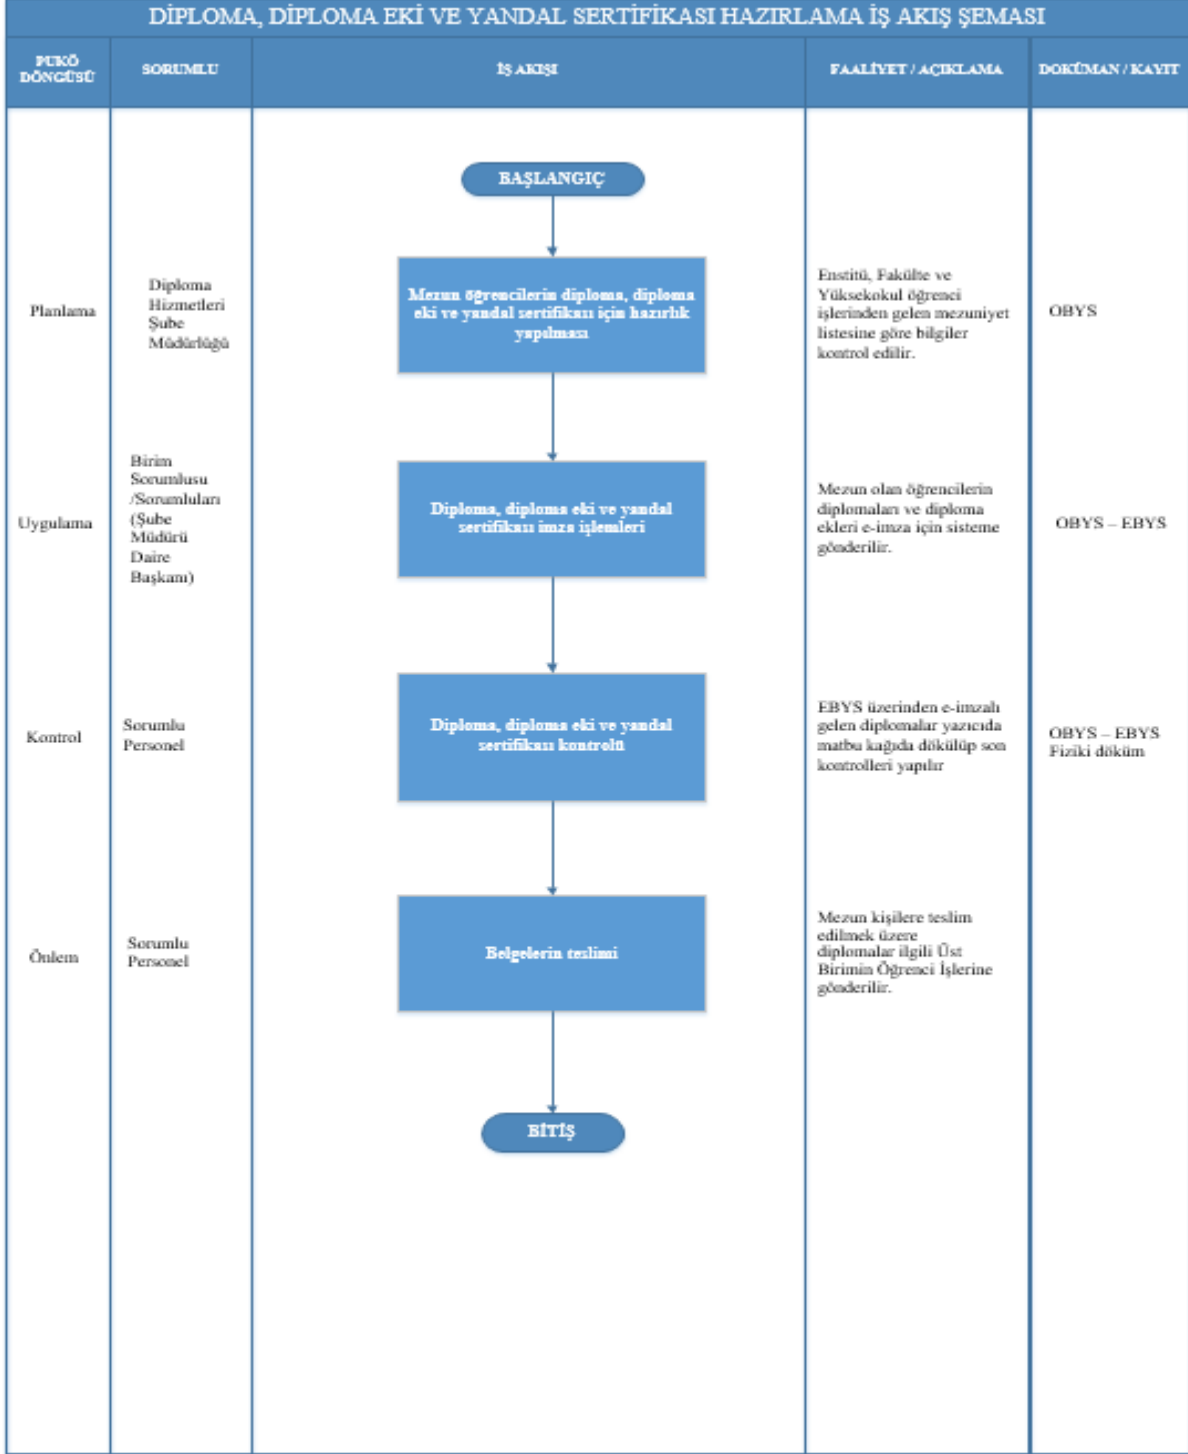 DİPLOMA, DİPLOMA EKİ VE YANDAL SERTİFİKASI HAZIRLAMA İŞ AKIŞ ŞEMASI
PUKÖ
DÖNGÜSÜ
SORUMLU
İŞ AKIŞI
FAALİYET / AÇIKLAMA
DOKÜMAN / KAYIT
BAŞLANGIÇ
Planlama
Diploma
Hizmetleri
Şube
Müdürlüğü
Mezun öğrencilerin diploma, diploma
eki ve yandal sertifikası için hazırlık
yapılması
Enstitü, Fakülte ve
Yüksekokul öğrenci
işlerinden gelen mezuniyet
listesine göre bilgiler
kontrol edilir.
OBYS
Uygulama
Birim
Sorumlusu
/Sorumluları
(Şube
Müdürü
Daire
Başkanı)
Diploma, diploma eki ve yandal
sertifikası imza işlemleri
Mezun olan öğrencilerin
diplomaları ve diploma
ekleri e-imza için sisteme
gönderilir.
OBYS – EBYS
Kontrol
Sorumlu
Personel
Diploma, diploma eki ve yandal
sertifikası kontrolü
EBYS üzerinden e-imzalı
gelen diplomalar yazıcıda
matbu kağıda dökülüp son
kontrolleri yapılır
OBYS – EBYS
Fiziki döküm
Önlem
Sorumlu
Personel
Belgelerin teslimi
Mezun kişilere teslim
edilmek üzere
diplomalar ilgili Üst
Birimin Öğrenci İşlerine
gönderilir.
BİTİŞ